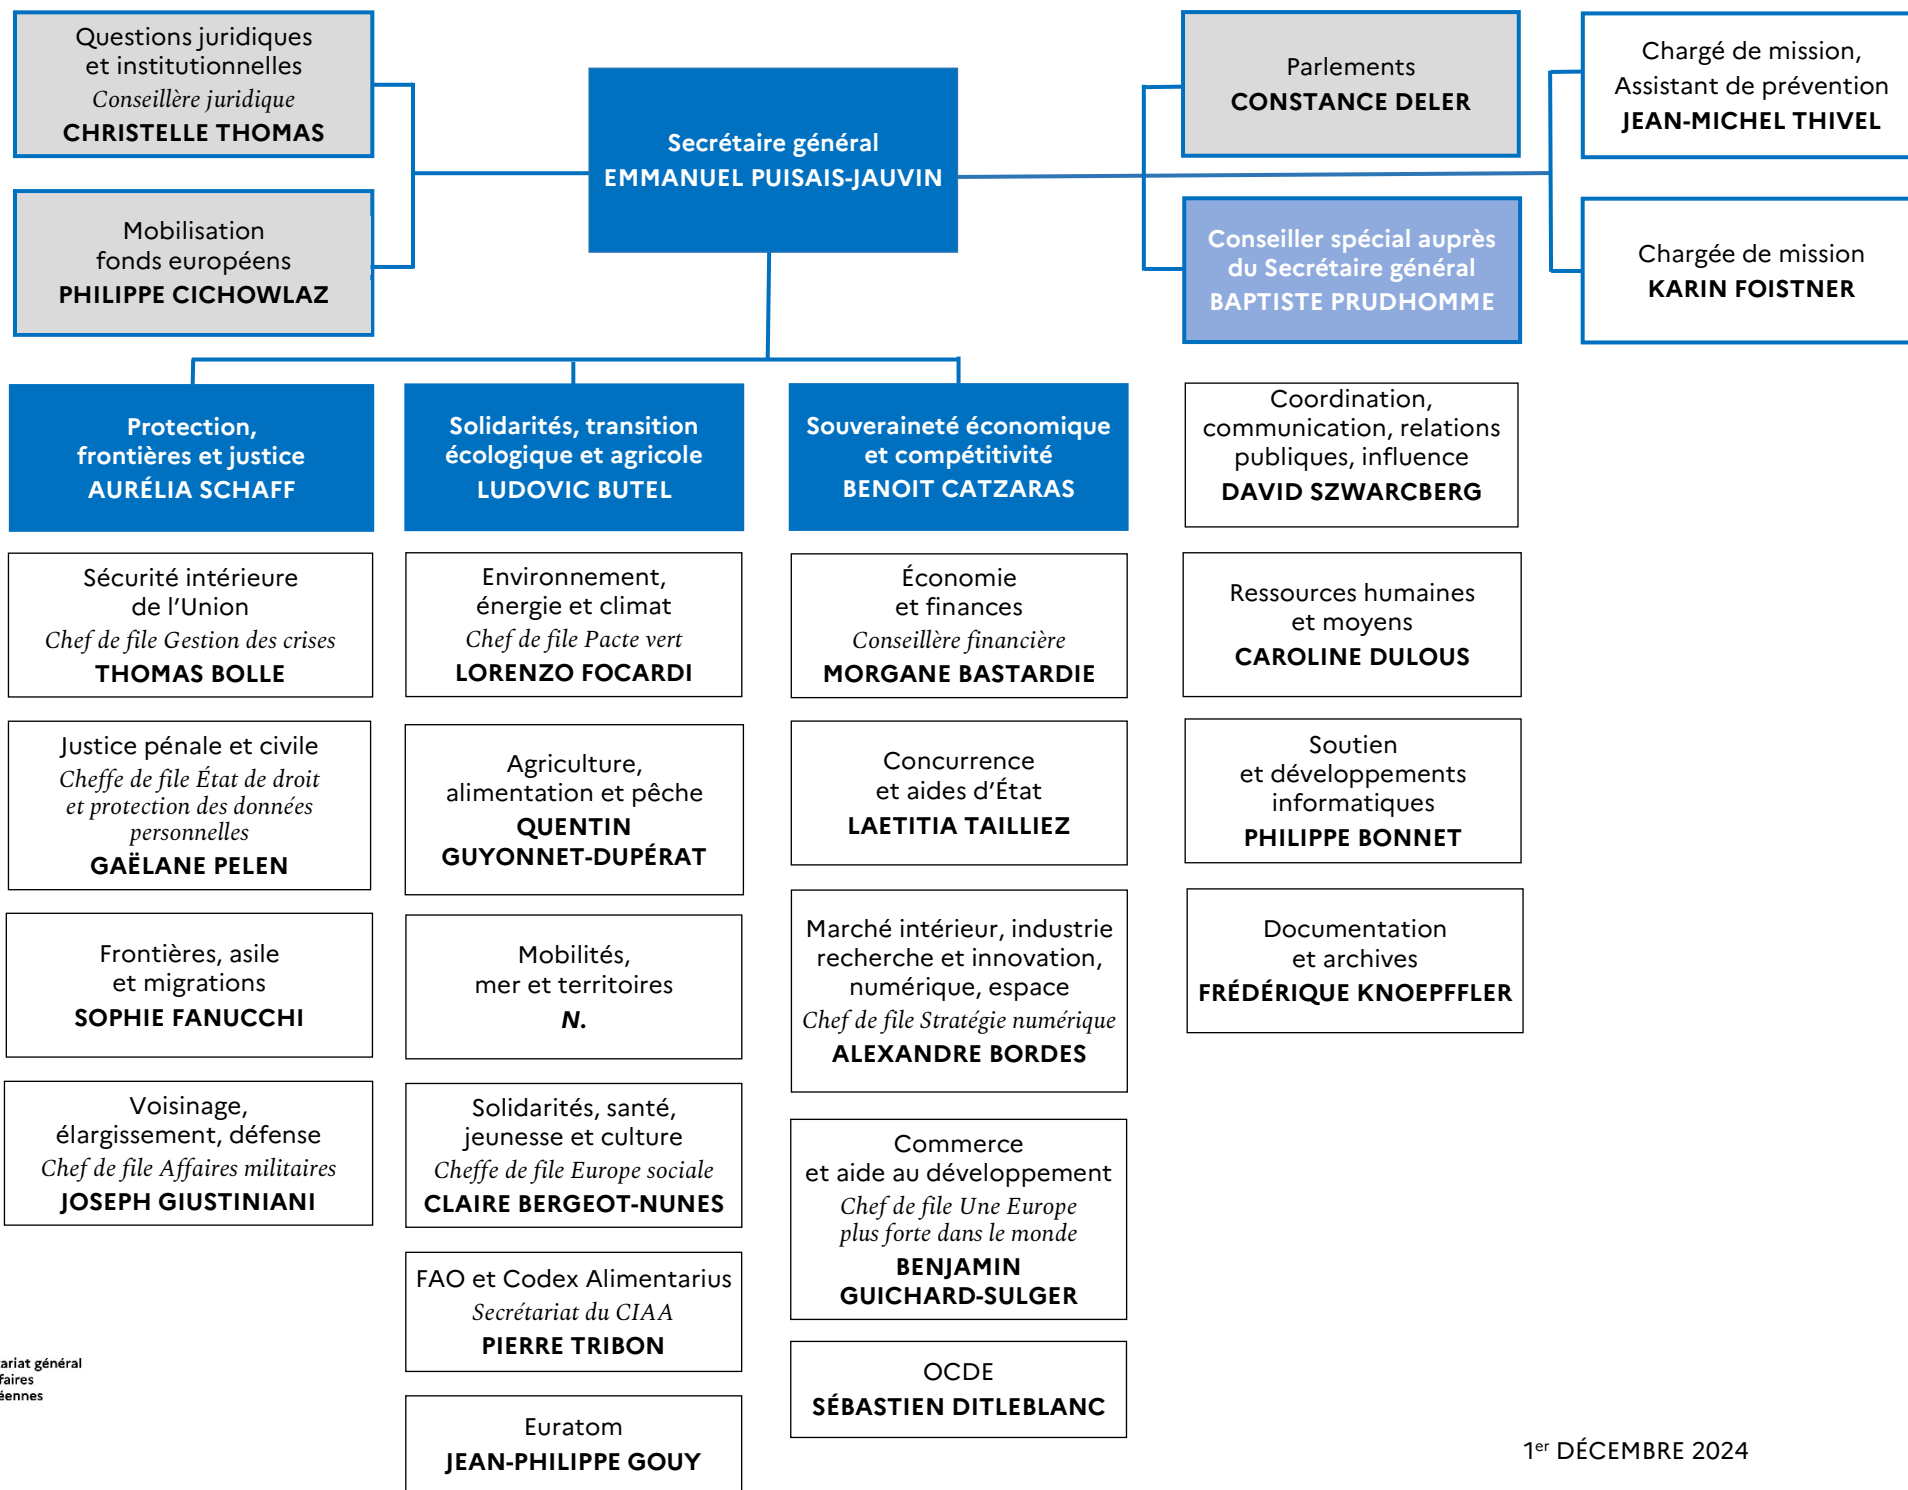 Questions juridiques
et institutionnelles
Conseillère juridique
CHRISTELLE THOMAS
Mobilisation
fonds européens
PHILIPPE CICHOWLAZ
Secrétaire général
EMMANUEL PUISAIS-JAUVIN
Parlements
CONSTANCE DELER
Conseiller spécial auprès
du Secrétaire général
BAPTISTE PRUDHOMME
Chargé de mission,
Assistant de prévention
JEAN-MICHEL THIVEL
Chargée de mission
KARIN FOISTNER
Protection,
frontières et justice
AURÉLIA SCHAFF
Sécurité intérieure
de l'Union
Chef de file Gestion des crises
THOMAS BOLLE
Justice pénale et civile
Cheffe de file État de droit
et protection des données
personnelles
GAËLANE PELEN
Frontières, asile
et migrations
SOPHIE FANUCCHI
Voisinage,
élargissement, défense
Chef de file Affaires militaires
JOSEPH GIUSTINIANI
Solidarités, transition
écologique et agricole
LUDOVIC BUTEL
Environnement,
énergie et climat
Chef de file Pacte vert
LORENZO FOCARDI
Agriculture,
alimentation et pêche
QUENTIN
GUYONNET-DUPÉRAT
Mobilités,
mer et territoires
N.
Solidarités, santé,
jeunesse et culture
Cheffe de file Europe sociale
CLAIRE BERGEOT-NUNES
FAO et Codex Alimentarius
Secrétariat du CIAA
PIERRE TRIBON
Euratom
JEAN-PHILIPPE GOUY
Souveraineté économique
et compétitivité
BENOIT CATZARAS
Économie
et finances
Conseillère financière
MORGANE BASTARDIE
Concurrence
et aides d'État
LAETITIA TAILLIEZ
Marché intérieur, industrie
recherche et innovation,
numérique, espace
Chef de file Stratégie numérique
ALEXANDRE BORDES
Commerce
et aide au développement
Chef de file Une Europe
plus forte dans le monde
BENJAMIN
GUICHARD-SULGER
OCDE
SÉBASTIEN DITLEBLANC
Coordination,
communication, relations
publiques, influence
DAVID SZWARCBERG
Ressources humaines
et moyens
CAROLINE DULOUS
Soutien
et développements
informatiques
PHILIPPE BONNET
Documentation
et archives
FRÉDÉRIQUE KNOEPFFLER
tariat général
faires
éennes
1er DÉCEMBRE 2024